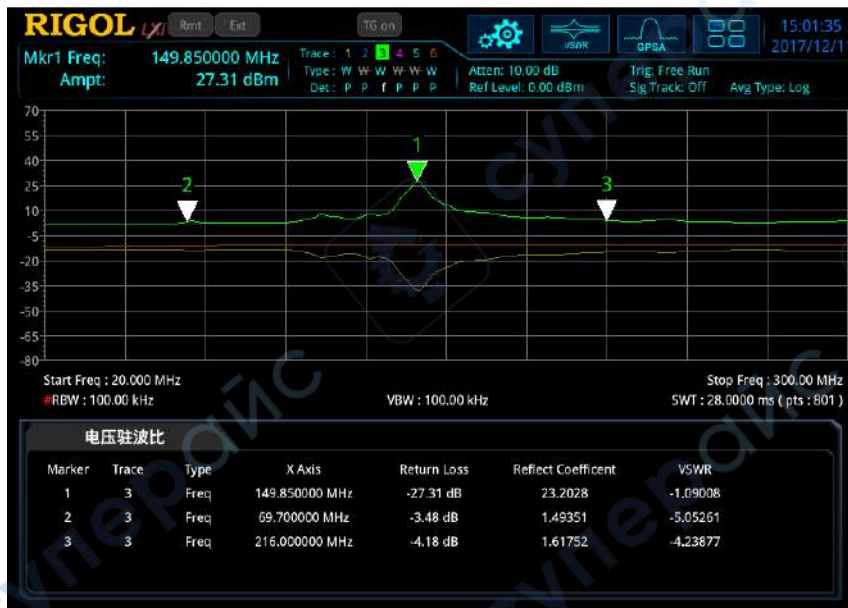 RIGOL LXI Rmt Ext TG on VSWR GPSA 15:01:35
2017/12/11
Mkr1 Freq: 149.850000 MHz
Ampt: 27.31 dBm
Trace: 1 2 3 4 5 6
Type: W W W W W W
Det: P P f P P P
Atten: 10.00 dB
Ref Level: 0.00 dBm
Trig: Free Run
Sig Track: Off Avg Type: Log
70
55
40
25
10
-5
-20
-35
-50
-65
-80
1
2
3
Start Freq : 20.000 MHz Stop Freq : 300.00 MHz
#RBW : 100.00 kHz VBW : 100.00 kHz SWT : 28.0000 ms ( pts : 801 )
电压驻波比
Marker Trace Type X Axis Return Loss Reflect Coefficent VSWR
1 3 Freq 149.850000 MHz -27.31 dB 23.2028 -1.09008
2 3 Freq 69.700000 MHz -3.48 dB 1.49351 -5.05261
3 3 Freq 216.000000 MHz -4.18 dB 1.61752 -4.23877
суперайс